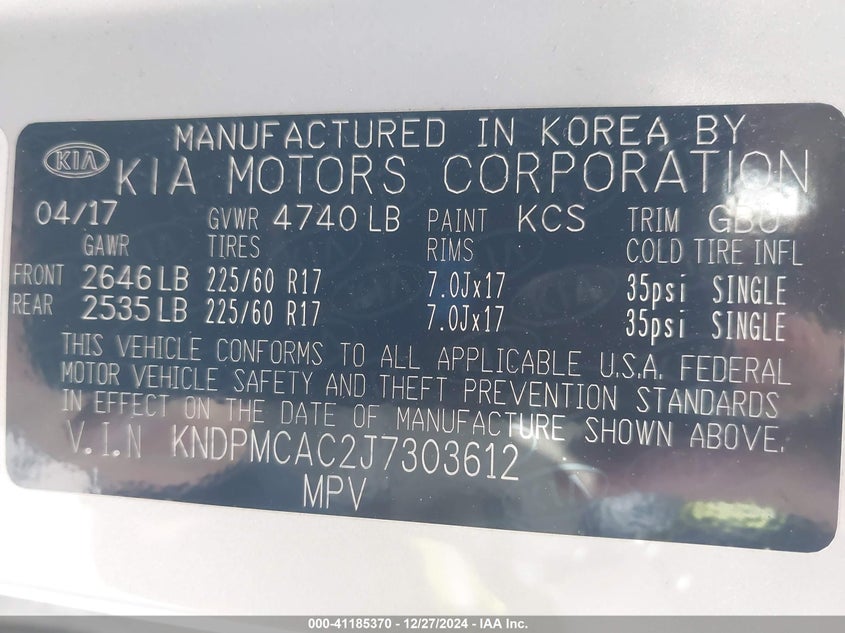 MANUFACTURED IN KOREA BY
KIA KIA MOTORS CORPORATION
04/17 GVWR 4740 LB PAINT KCS TRIM GBU
GAWR TIRES RIMS COLD TIRE INFL
FRONT 2646 LB 225/60 R17 7.0Jx17 35psi SINGLE
REAR 2535 LB 225/60 R17 7.0Jx17 35psi SINGLE
THIS VEHICLE CONFORMS TO ALL APPLICABLE U.S.A. FEDERAL
MOTOR VEHICLE SAFETY AND THEFT PREVENTION STANDARDS
IN EFFECT ON THE DATE OF MANUFACTURE SHOWN ABOVE.
V.I.N KNDPMCAC2J7303612
MPV
000-41185370 - 12/27/2024 - IAA Inc.